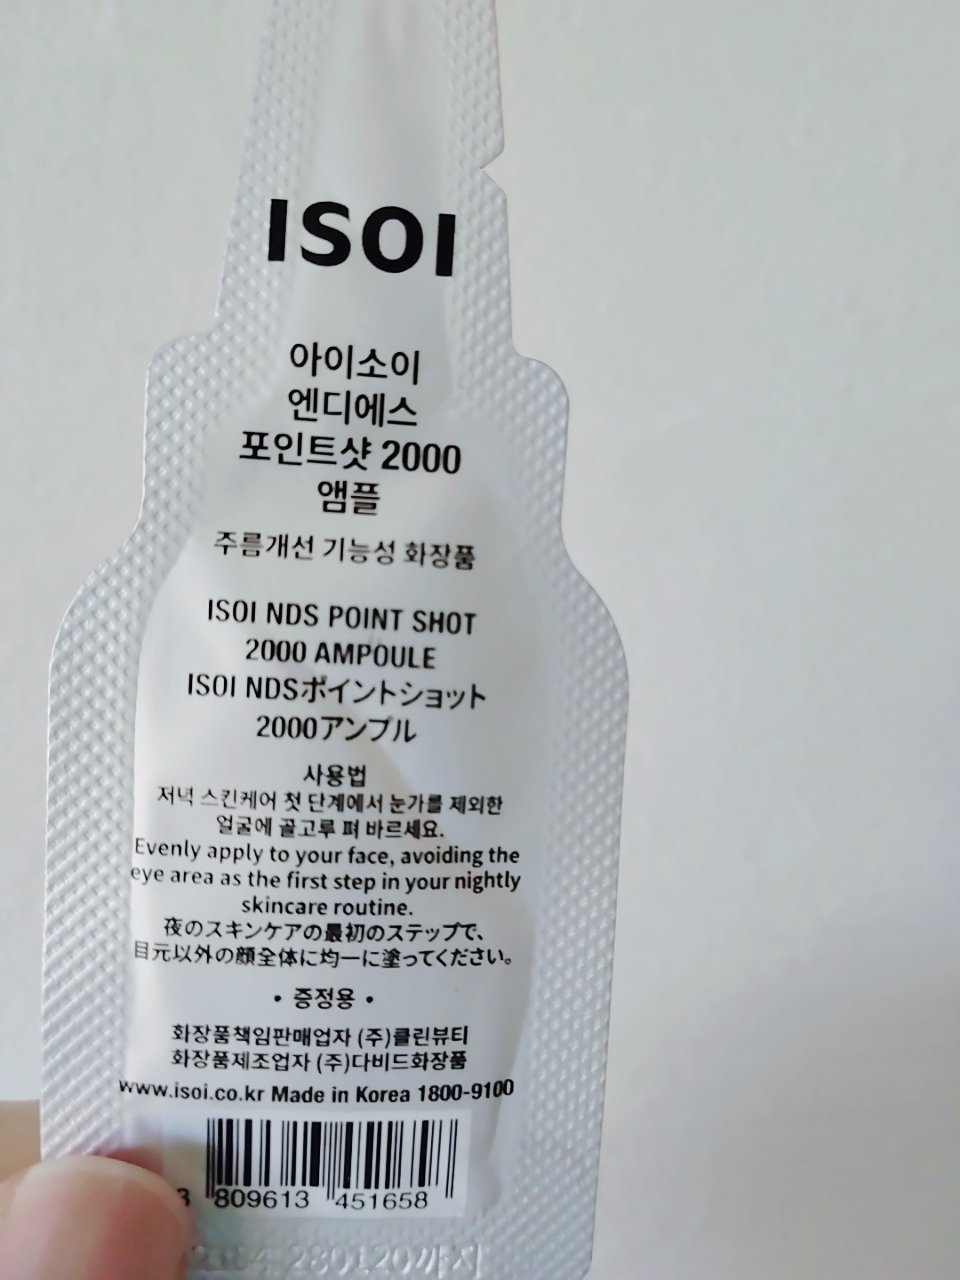 ISOI
아이소이
엔디에스
포인트샷 2000
앰플
주름개선 기능성 화장품
ISOI NDS POINT SHOT
2000 AMPOULE
ISOI NDSポイントショット
2000アンプル
사용법
저녁 스킨케어 첫 단계에서 눈가를 제외한
얼굴에 골고루 펴 바르세요.
Evenly apply to your face, avoiding the
eye area as the first step in your nightly
skincare routine.
夜のスキンケアの最初のステップで、
目元以外の顔全体に均一に塗ってください。
• 증정용 •
화장품책임판매업자 (주)클린뷰티
화장품제조업자 (주)다비드화장품
www.isoi.co.kr Made in Korea 1800-9100
8 809613 451658
280120까지